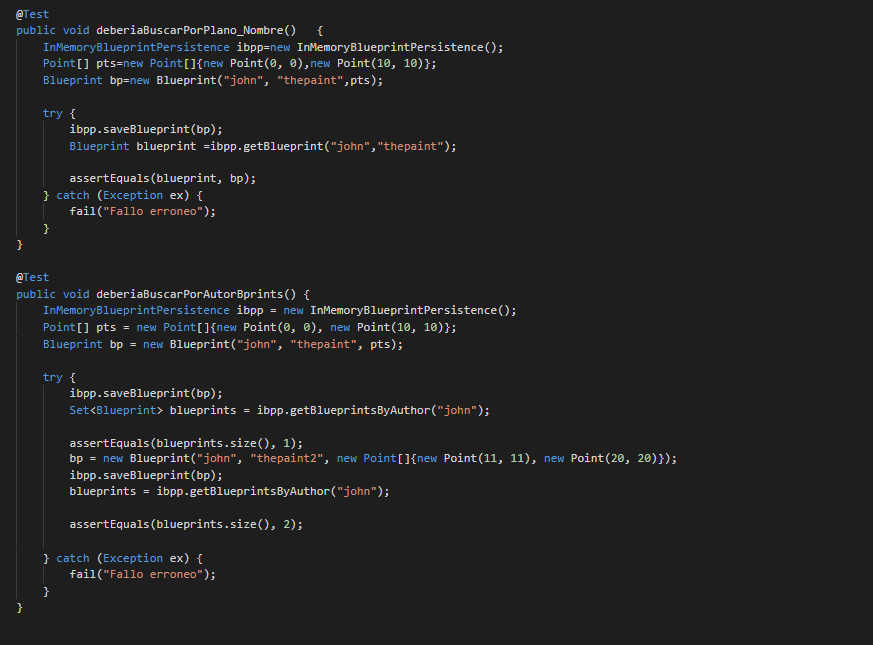 @Test
public void deberiaBuscarPorPlano_Nombre()   {
    InMemoryBlueprintPersistence ibpp=new InMemoryBlueprintPersistence();
    Point[] pts=new Point[]{new Point(0, 0),new Point(10, 10)};
    Blueprint bp=new Blueprint("john", "thepaint",pts);

    try {
        ibpp.saveBlueprint(bp);
        Blueprint blueprint =ibpp.getBlueprint("john","thepaint");

        assertEquals(blueprint, bp);
    } catch (Exception ex) {
        fail("Fallo erroneo");
    }
}

@Test
public void deberiaBuscarPorAutorBprints() {
    InMemoryBlueprintPersistence ibpp = new InMemoryBlueprintPersistence();
    Point[] pts = new Point[]{new Point(0, 0), new Point(10, 10)};
    Blueprint bp = new Blueprint("john", "thepaint", pts);

    try {
        ibpp.saveBlueprint(bp);
        Set<Blueprint> blueprints = ibpp.getBlueprintsByAuthor("john");

        assertEquals(blueprints.size(), 1);
        bp = new Blueprint("john", "thepaint2", new Point[]{new Point(11, 11), new Point(20, 20)});
        ibpp.saveBlueprint(bp);
        blueprints = ibpp.getBlueprintsByAuthor("john");

        assertEquals(blueprints.size(), 2);

    } catch (Exception ex) {
        fail("Fallo erroneo");
    }
}